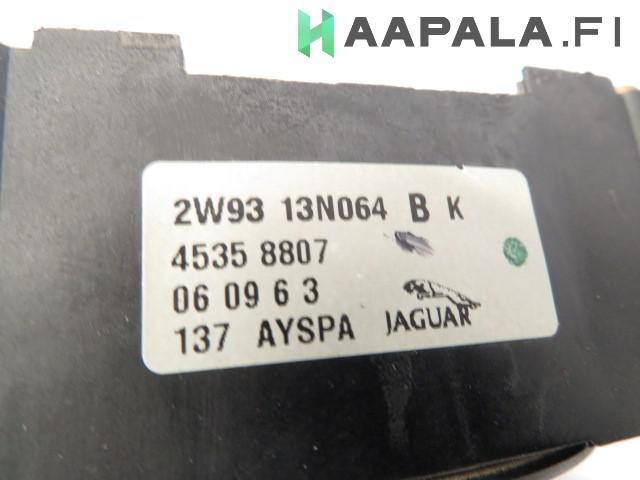 HAAPALA.FI
2W93 13N064 B K
4535 8807
06 09 6 3
137 AYSPA JAGUAR